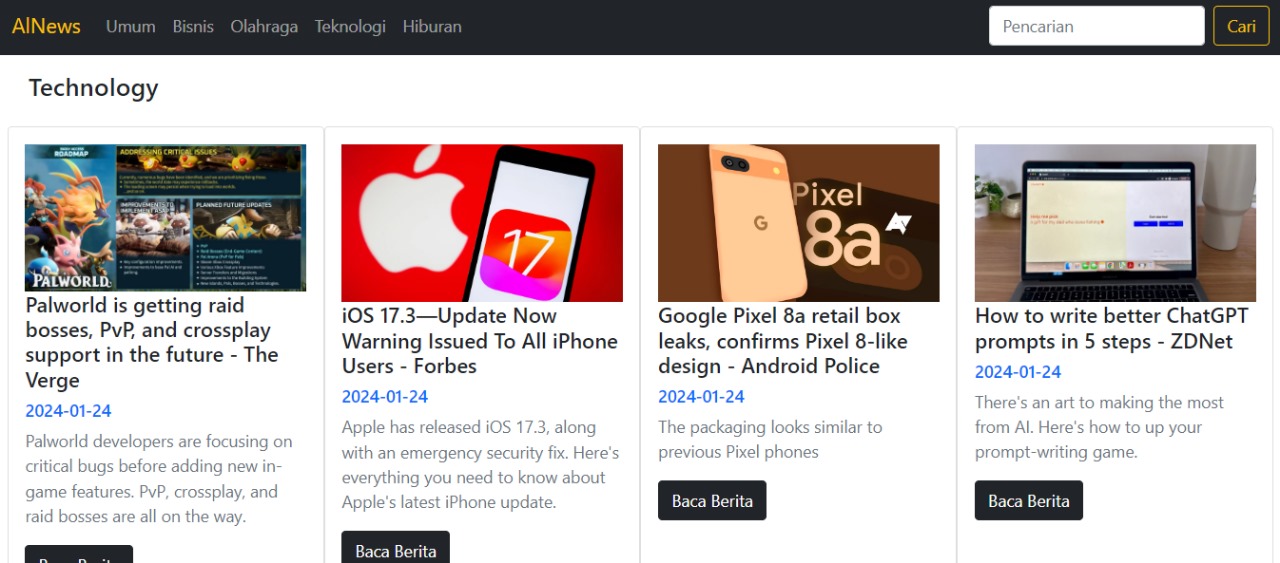 AlNews Umum Bisnis Olahraga Teknologi Hiburan Pencarian Cari
Technology
ROADMAP
ADDRESSING CRITICAL ISSUES
IMPROVEMENTS TO
IMPLEMENT ASAP
PLANNED FUTURE UPDATES
PALWORLD
Palworld is getting raid
bosses, PvP, and crossplay
support in the future - The
Verge
2024-01-24
Palworld developers are focusing on
critical bugs before adding new in-
game features. PvP, crossplay, and
raid bosses are all on the way.
Baca Berita
17
iOS 17.3—Update Now
Warning Issued To All iPhone
Users - Forbes
2024-01-24
Apple has released iOS 17.3, along
with an emergency security fix. Here's
everything you need to know about
Apple's latest iPhone update.
Baca Berita
G
Pixel
8a
Google Pixel 8a retail box
leaks, confirms Pixel 8-like
design - Android Police
2024-01-24
The packaging looks similar to
previous Pixel phones
Baca Berita
How to write better ChatGPT
prompts in 5 steps - ZDNet
2024-01-24
There's an art to making the most
from AI. Here's how to up your
prompt-writing game.
Baca Berita